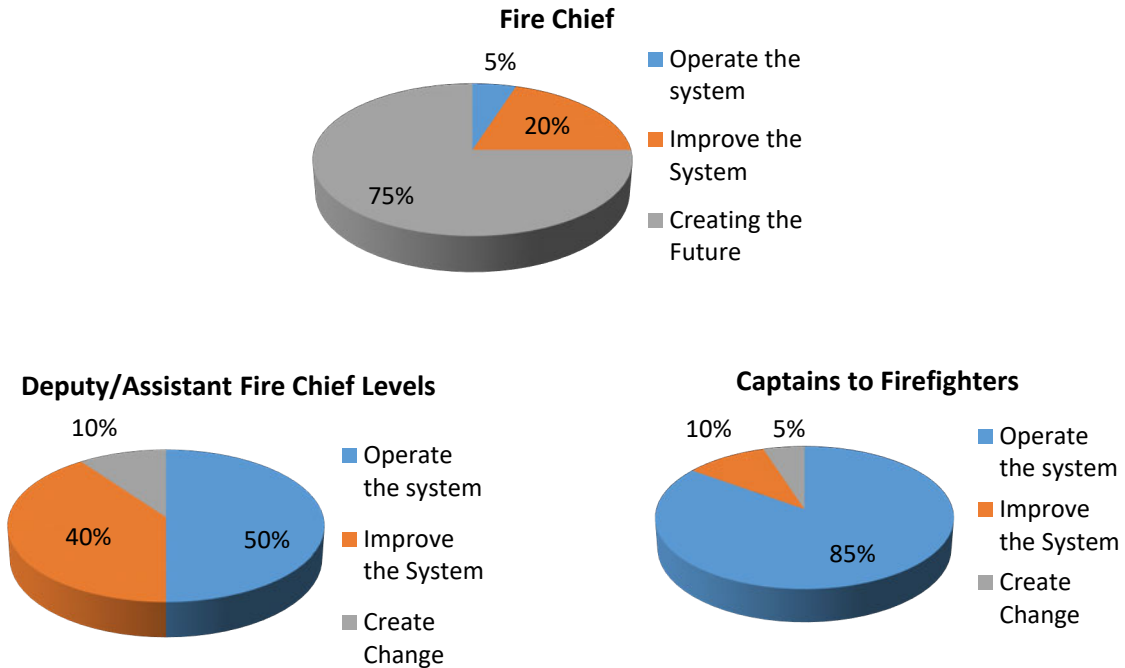 Fire Chief
5%
20%
75%
Operate the
system
Improve the
System
Creating the
Future
Deputy/Assistant Fire Chief Levels
10%
40%
50%
Operate
the system
Improve
the System
Create
Change
Captains to Firefighters
10%
5%
85%
Operate
the system
Improve
the System
Create
Change